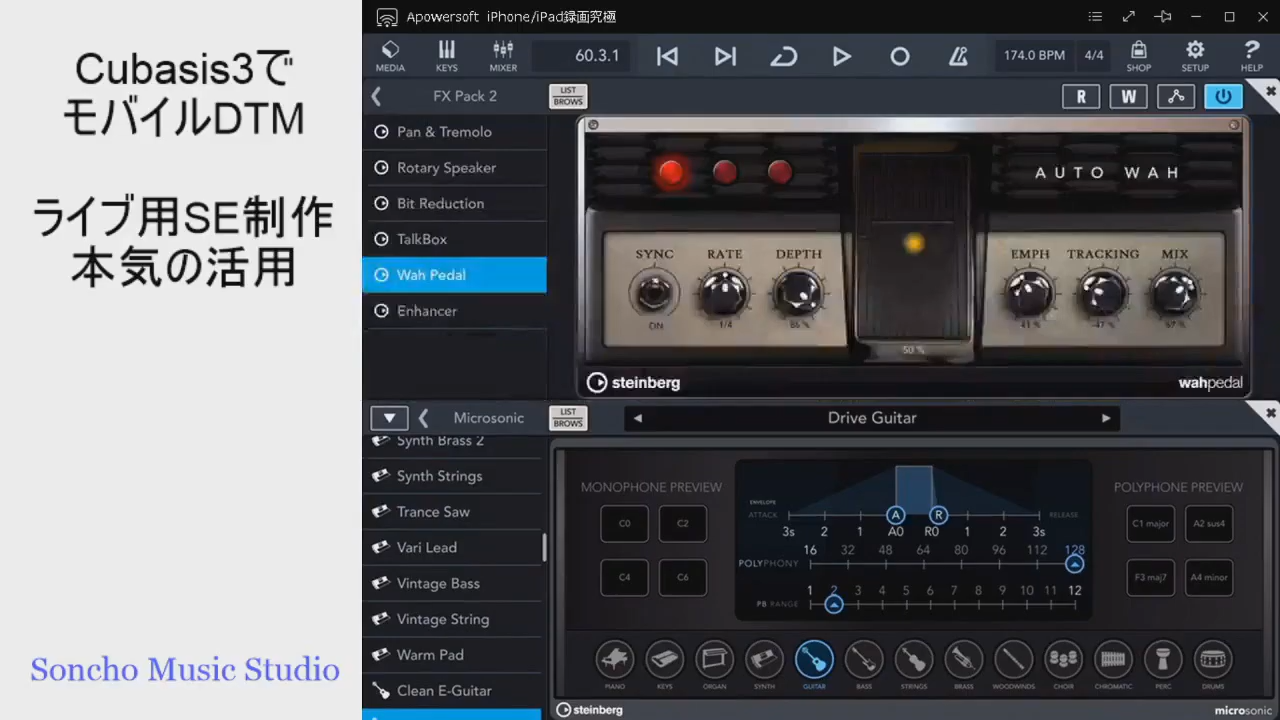 Cubasis3で
モバイルDTM
ライブ用SE制作
本気の活用
Soncho Music Studio
Apowersoft iPhone/iPad録画究極
MEDIA KEYS MIXER 60.3.1 174.0 BPM 4/4 SHOP SETUP HELP
FX Pack 2 LIST BROWS R W
Pan & Tremolo
Rotary Speaker
Bit Reduction
TalkBox
Wah Pedal
Enhancer
AUTO WAH
SYNC RATE DEPTH EMPH TRACKING MIX
ON 1/4 86 % 41 % 47 %
50 %
steinberg wahpedal
Microsonic LIST BROWS Drive Guitar
Synth Brass 2
Synth Strings
Trance Saw
Vari Lead
Vintage Bass
Vintage String
Warm Pad
Clean E-Guitar
MONOPHONE PREVIEW
C0 C2
C4 C6
ENVELOPE
ATTACK RELEASE
A R
3s 2 1 A0 R0 1 2 3s
16 32 48 64 80 96 112 128
POLYPHONY
1 2 3 4 5 6 7 8 9 10 11 12
PB RANGE
POLYPHONE PREVIEW
C1 major A2 sus4
F3 maj7 A4 minor
PIANO KEYS ORGAN SYNTH GUITAR BASS STRINGS BRASS WOODWINDS CHOIR CHROMATIC PERC DRUMS
steinberg microsonic